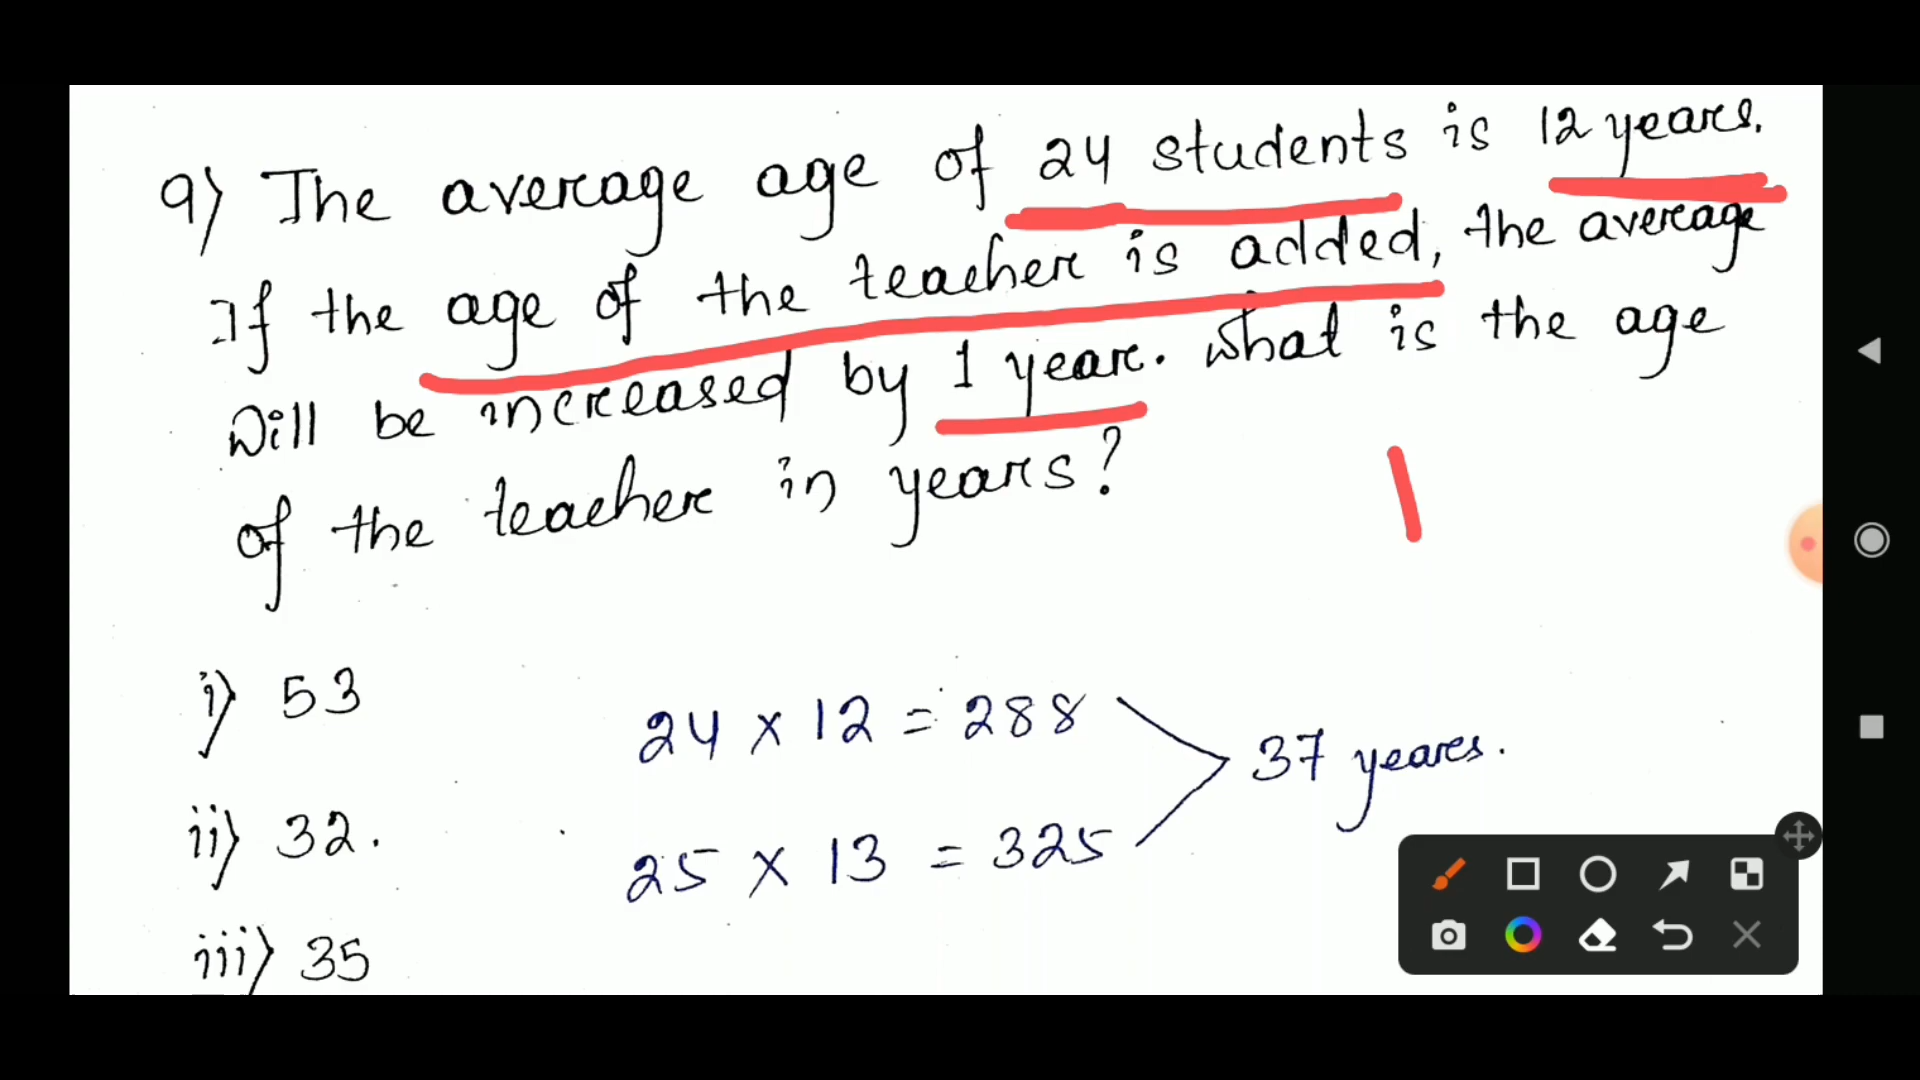 9) The average age of 24 students is 12 years.
If the age of the teacher is added, the average
will be increased by 1 year. what is the age
of the teacher in years?
i) 53
ii) 32.
iii) 35
24 x 12 = 288
25 x 13 = 325
37 years.